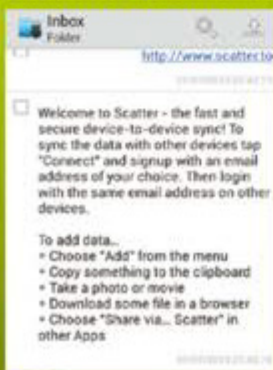 Inbox
Folder
http://www.scatter.to
Welcome to Scatter - the fast and
secure device-to-device sync! To
sync the data with other devices tap
"Connect" and signup with an email
address of your choice. Then login
with the same email address on other
devices.
To add data...
* Choose "Add" from the menu
* Copy something to the clipboard
* Take a photo or movie
* Download some file in a browser
* Choose "Share via... Scatter" in
other Apps